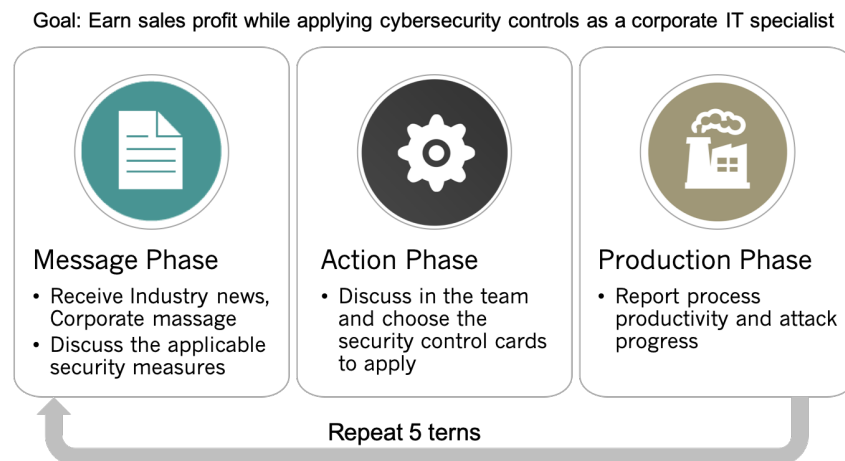 Goal: Earn sales profit while applying cybersecurity controls as a corporate IT specialist
Message Phase
• Receive Industry news,
Corporate massage
• Discuss the applicable
security measures
Action Phase
• Discuss in the team
and choose the
security control cards
to apply
Production Phase
• Report process
productivity and attack
progress
Repeat 5 terns